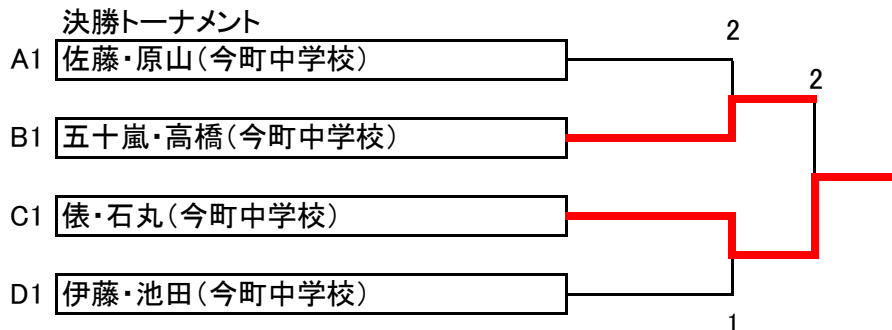 決勝トーナメント
2
A1 佐藤・原山(今町中学校)
2
B1 五十嵐・高橋(今町中学校)
C1 俵・石丸(今町中学校)
D1 伊藤・池田(今町中学校)
1